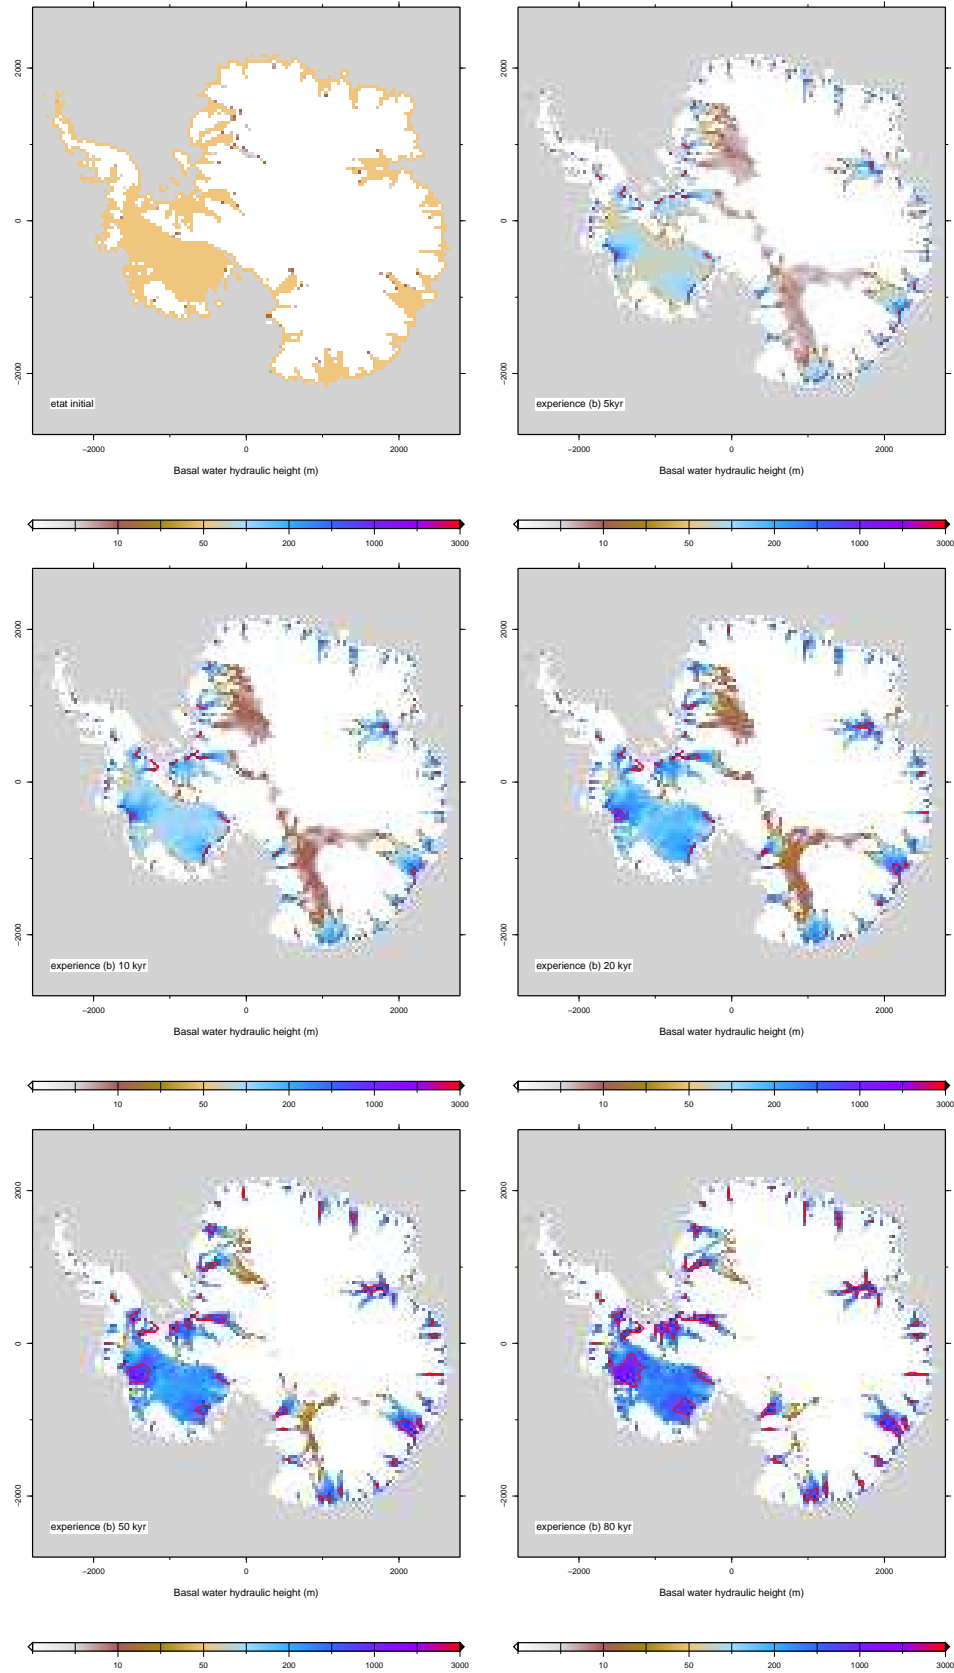 2000
0
−2000
etat initial
−2000 0 2000
Basal water hydraulic height (m)
10 50 200 1000 3000
2000
0
−2000
experience (b) 5kyr
−2000 0 2000
Basal water hydraulic height (m)
10 50 200 1000 3000
2000
0
−2000
experience (b) 10 kyr
−2000 0 2000
Basal water hydraulic height (m)
10 50 200 1000 3000
2000
0
−2000
experience (b) 20 kyr
−2000 0 2000
Basal water hydraulic height (m)
10 50 200 1000 3000
2000
0
−2000
experience (b) 50 kyr
−2000 0 2000
Basal water hydraulic height (m)
10 50 200 1000 3000
2000
0
−2000
experience (b) 80 kyr
−2000 0 2000
Basal water hydraulic height (m)
10 50 200 1000 3000